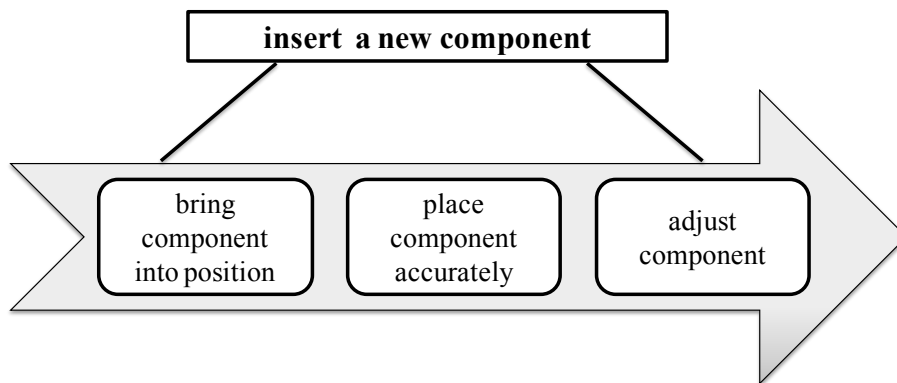 insert a new component
bring
component
into position
place
component
accurately
adjust
component